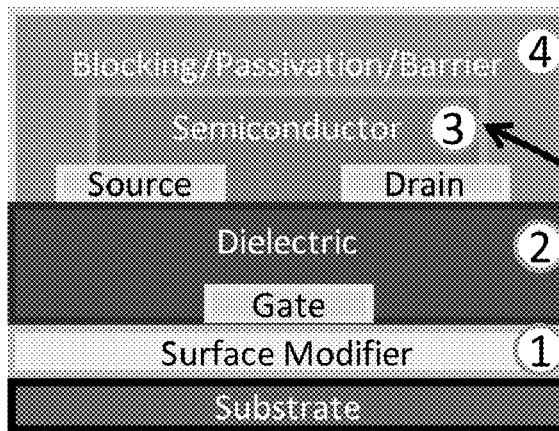 Blocking/Passivation/Barrier 4
Semiconductor 3
Source Drain
Dielectric 2
Gate
Surface Modifier 1
Substrate